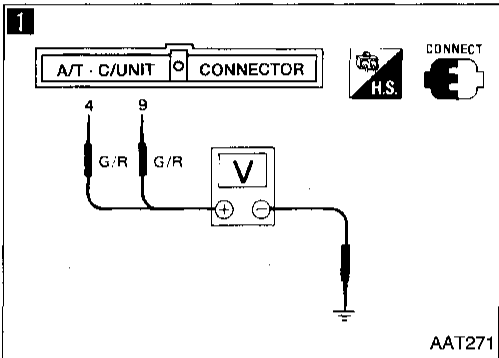 1
A/T · C/UNIT CONNECTOR
H.S.
CONNECT
4 9
G/R G/R
V
+ −
AAT271